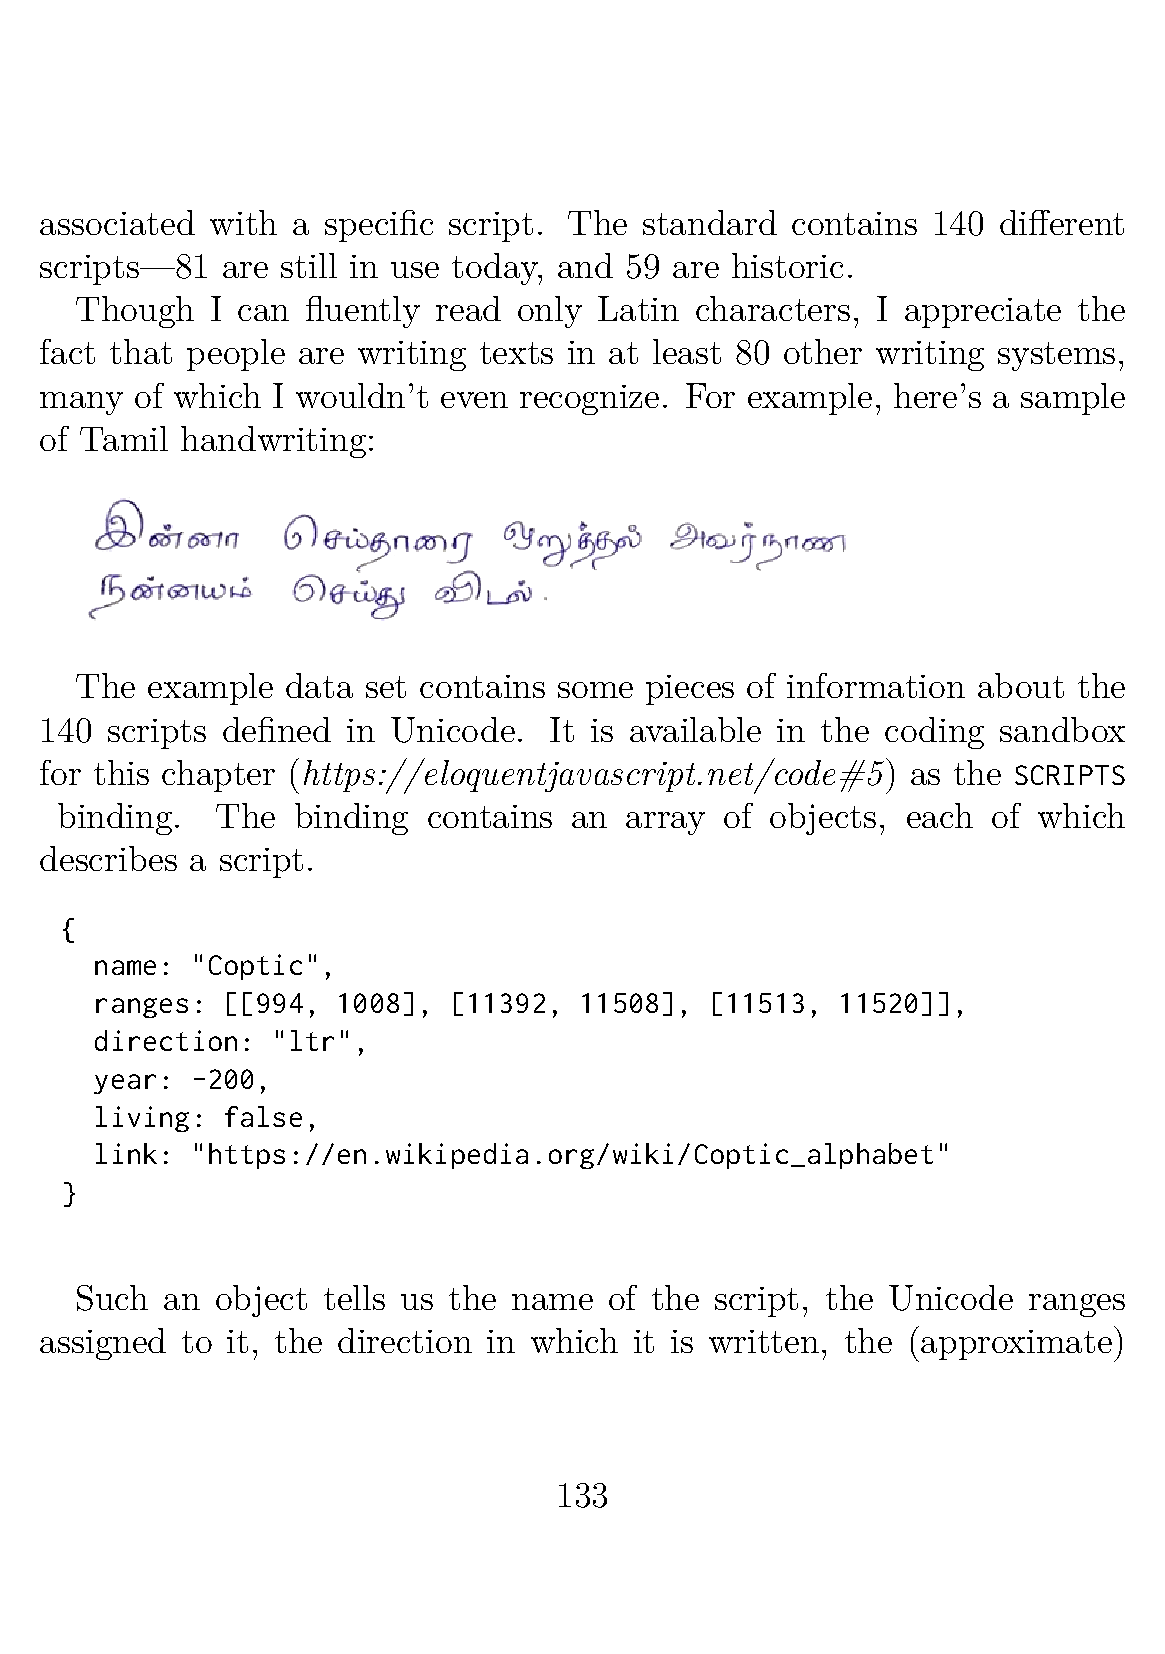 associated with a specific script. The standard contains 140 different
scripts—81 are still in use today, and 59 are historic.
Though I can fluently read only Latin characters, I appreciate the
fact that people are writing texts in at least 80 other writing systems,
many of which I wouldn't even recognize. For example, here's a sample
of Tamil handwriting:
இன்னா செய்தாரை ஒறுத்தல் அவர்நாண
நன்னயம் செய்து விடல்.
The example data set contains some pieces of information about the
140 scripts defined in Unicode. It is available in the coding sandbox
for this chapter (https://eloquentjavascript.net/code#5) as the SCRIPTS
binding. The binding contains an array of objects, each of which
describes a script.
{
name: "Coptic",
ranges: [[994, 1008], [11392, 11508], [11513, 11520]],
direction: "ltr",
year: -200,
living: false,
link: "https://en.wikipedia.org/wiki/Coptic_alphabet"
}
Such an object tells us the name of the script, the Unicode ranges
assigned to it, the direction in which it is written, the (approximate)
133